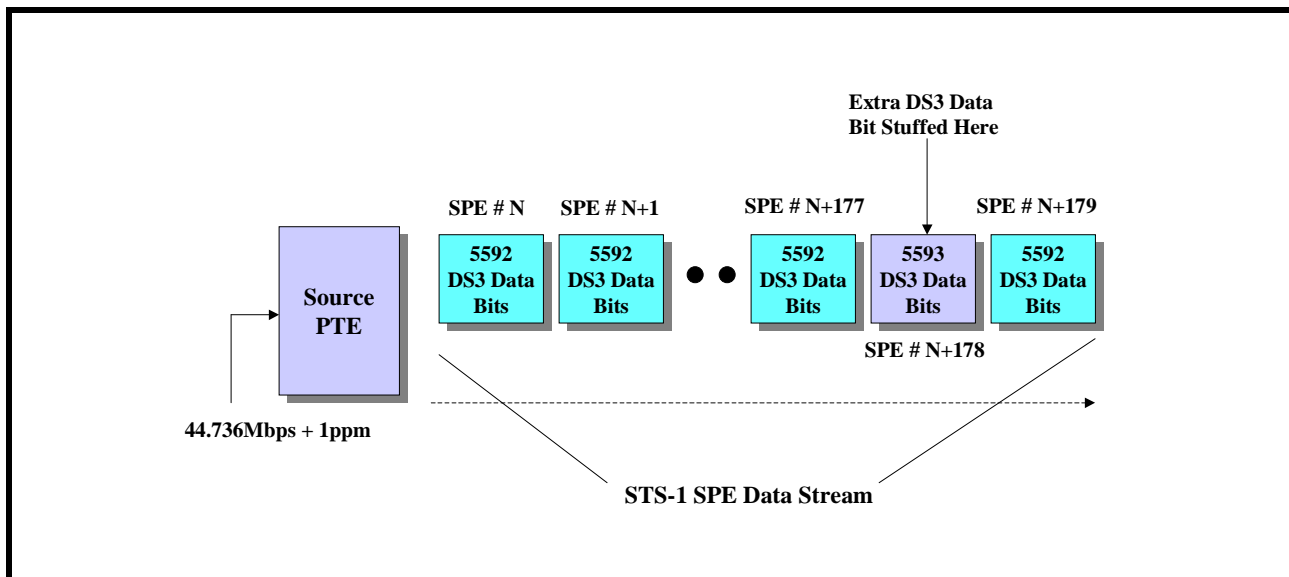 Extra DS3 Data
Bit Stuffed Here
SPE # N
SPE # N+1
SPE # N+177
SPE # N+179
Source
PTE
5592
DS3 Data
Bits
5592
DS3 Data
Bits
5592
DS3 Data
Bits
5593
DS3 Data
Bits
5592
DS3 Data
Bits
SPE # N+178
44.736Mbps + 1ppm
STS-1 SPE Data Stream